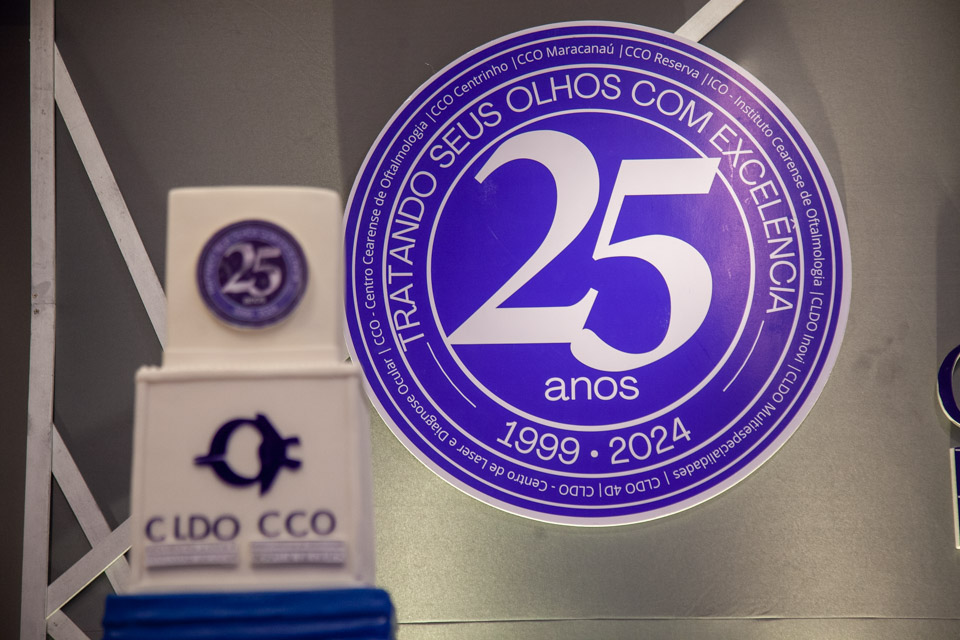 CCO - Centro Cearense de Oftalmologia | CCO Centrinho | CCO Maracanaú | CCO Reserva | ICO - Instituto Cearense de Oftalmologia | CLDO Inovi | CLDO Multiespecialidades | CLDO 4D | CLDO - Centro de Laser e Diagnose Ocular |
TRATANDO SEUS OLHOS COM EXCELÊNCIA
25
anos
1999 • 2024
25
CLDO CCO